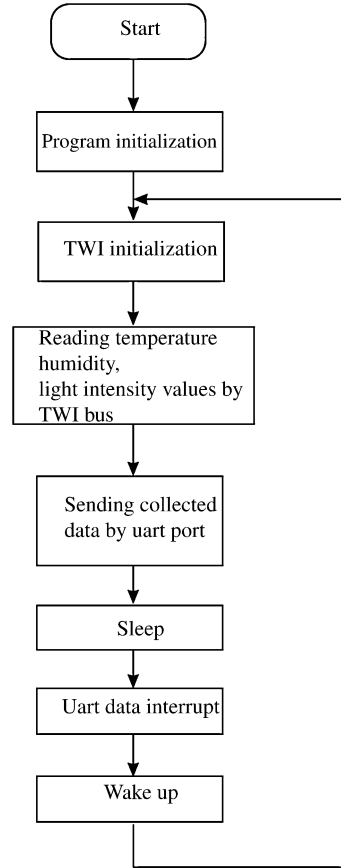 Start
Program initialization
TWI initialization
Reading temperature
humidity,
light intensity values by
TWI bus
Sending collected
data by uart port
Sleep
Uart data interrupt
Wake up